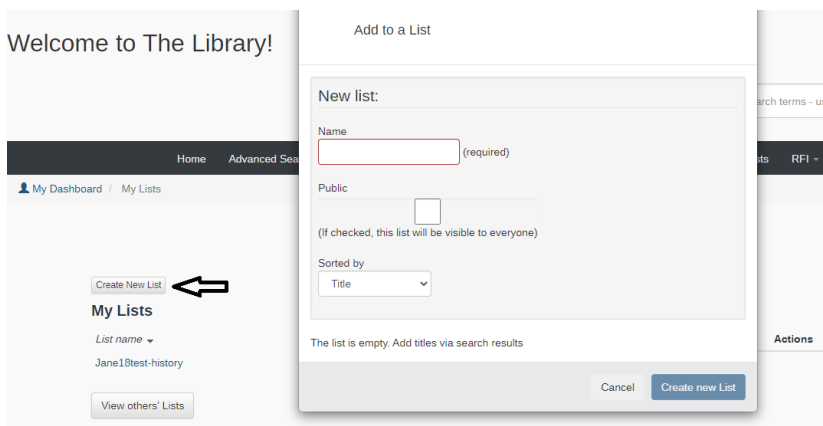 Welcome to The Library!
Add to a List
New list:
Name
(required)
Public
(If checked, this list will be visible to everyone)
Sorted by
Title
The list is empty. Add titles via search results
Cancel
Create new List
arch terms - u
Home
Advanced Sea
sts
RFI
My Dashboard / My Lists
Create New List
My Lists
List name
Actions
Jane18test-history
View others' Lists